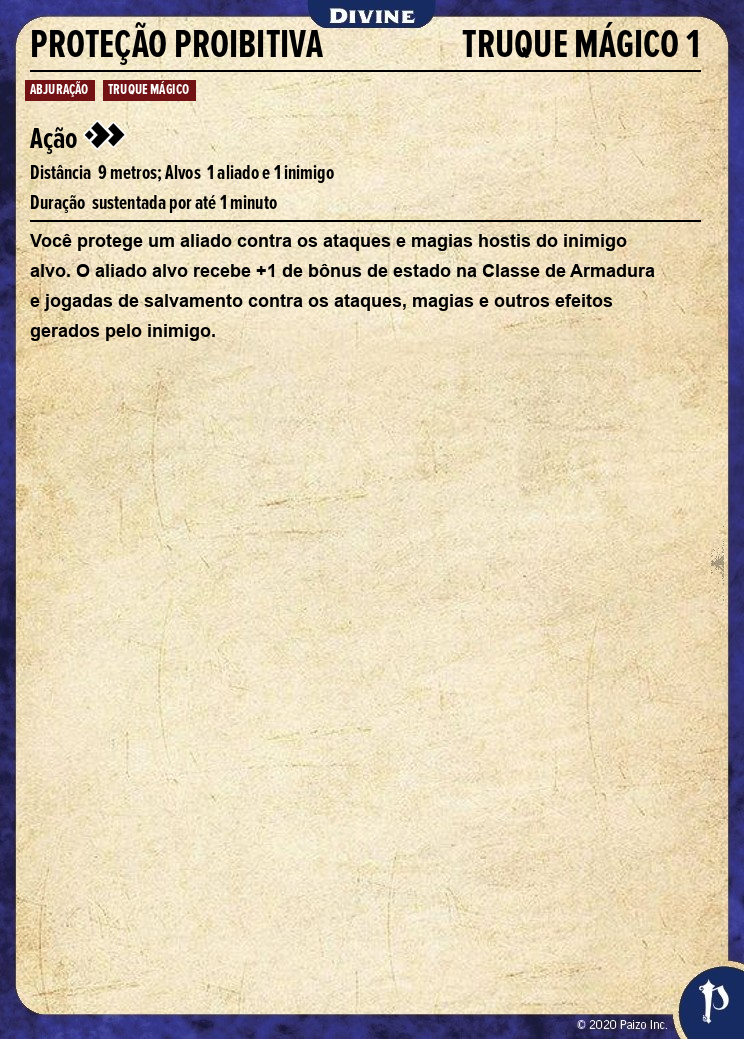 DIVINE
PROTEÇÃO PROIBITIVA TRUQUE MÁGICO 1
ABJURAÇÃO TRUQUE MÁGICO
Ação
Distância 9 metros; Alvos 1 aliado e 1 inimigo
Duração sustentada por até 1 minuto
Você protege um aliado contra os ataques e magias hostis do inimigo
alvo. O aliado alvo recebe +1 de bônus de estado na Classe de Armadura
e jogadas de salvamento contra os ataques, magias e outros efeitos
gerados pelo inimigo.
© 2020 Paizo Inc.